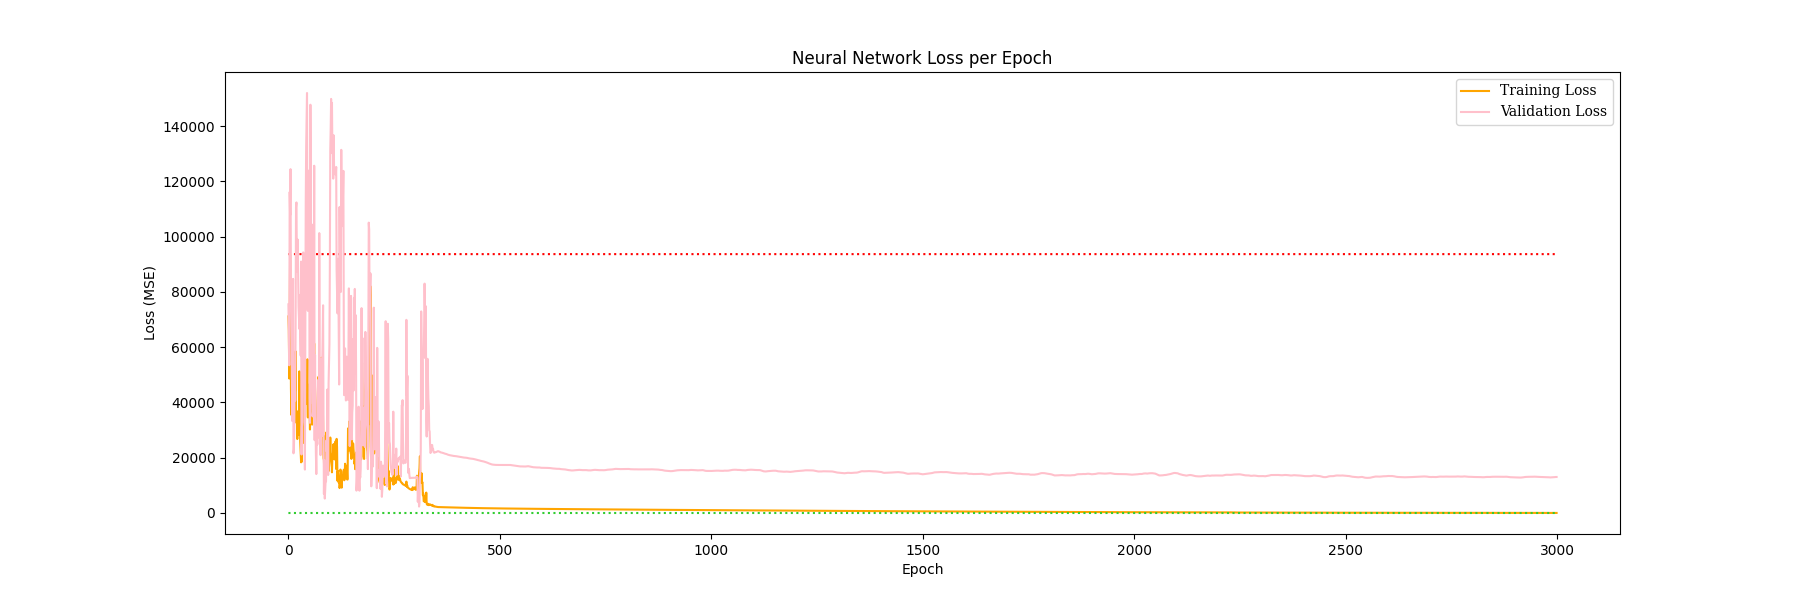 Neural Network Loss per Epoch
Training Loss
Validation Loss
140000
120000
100000
80000
60000
40000
20000
0
Loss (MSE)
0 500 1000 1500 2000 2500 3000
Epoch